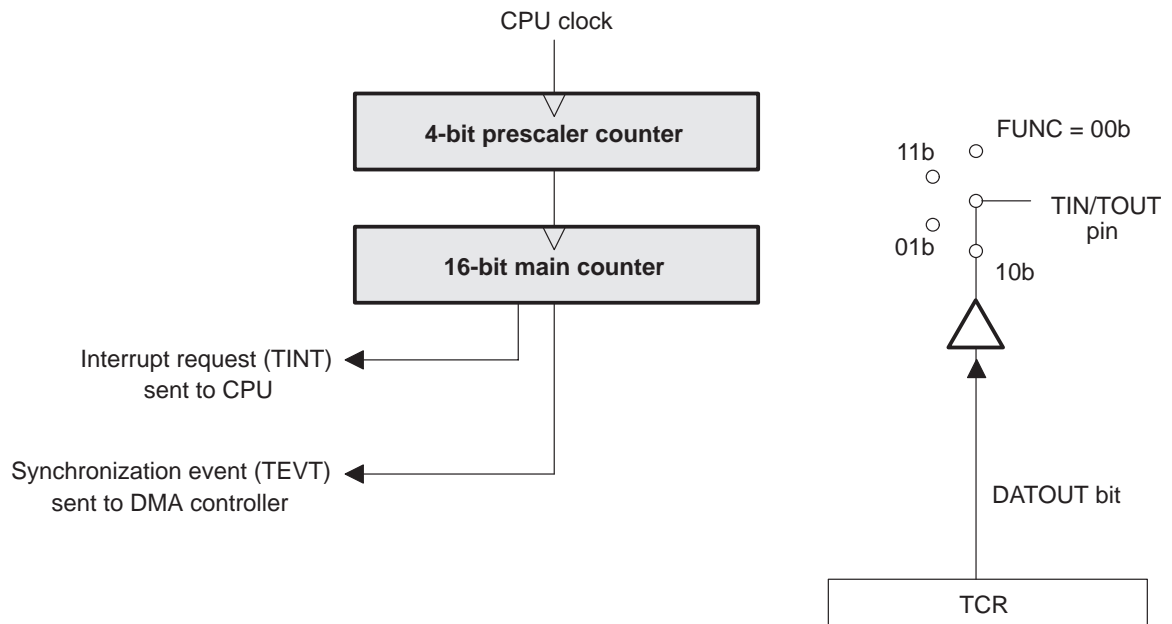 CPU clock
4-bit prescaler counter
FUNC = 00b
11b
TIN/TOUT
pin
01b
10b
16-bit main counter
Interrupt request (TINT)
sent to CPU
Synchronization event (TEVT)
sent to DMA controller
DATOUT bit
TCR